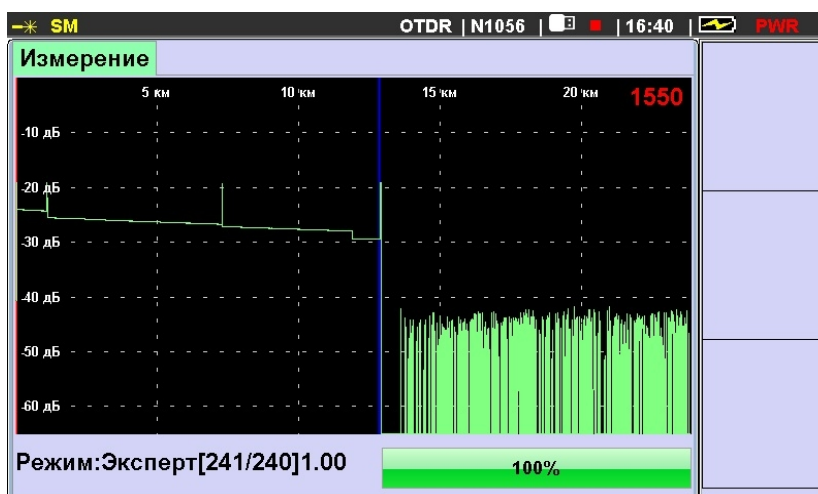 SM OTDR | N1056 | | 16:40 | PWR
Измерение
5 км 10 км 15 км 20 км 1550
-10 дБ
-20 дБ
-30 дБ
-40 дБ
-50 дБ
-60 дБ
Режим:Эксперт[241/240]1.00 100%